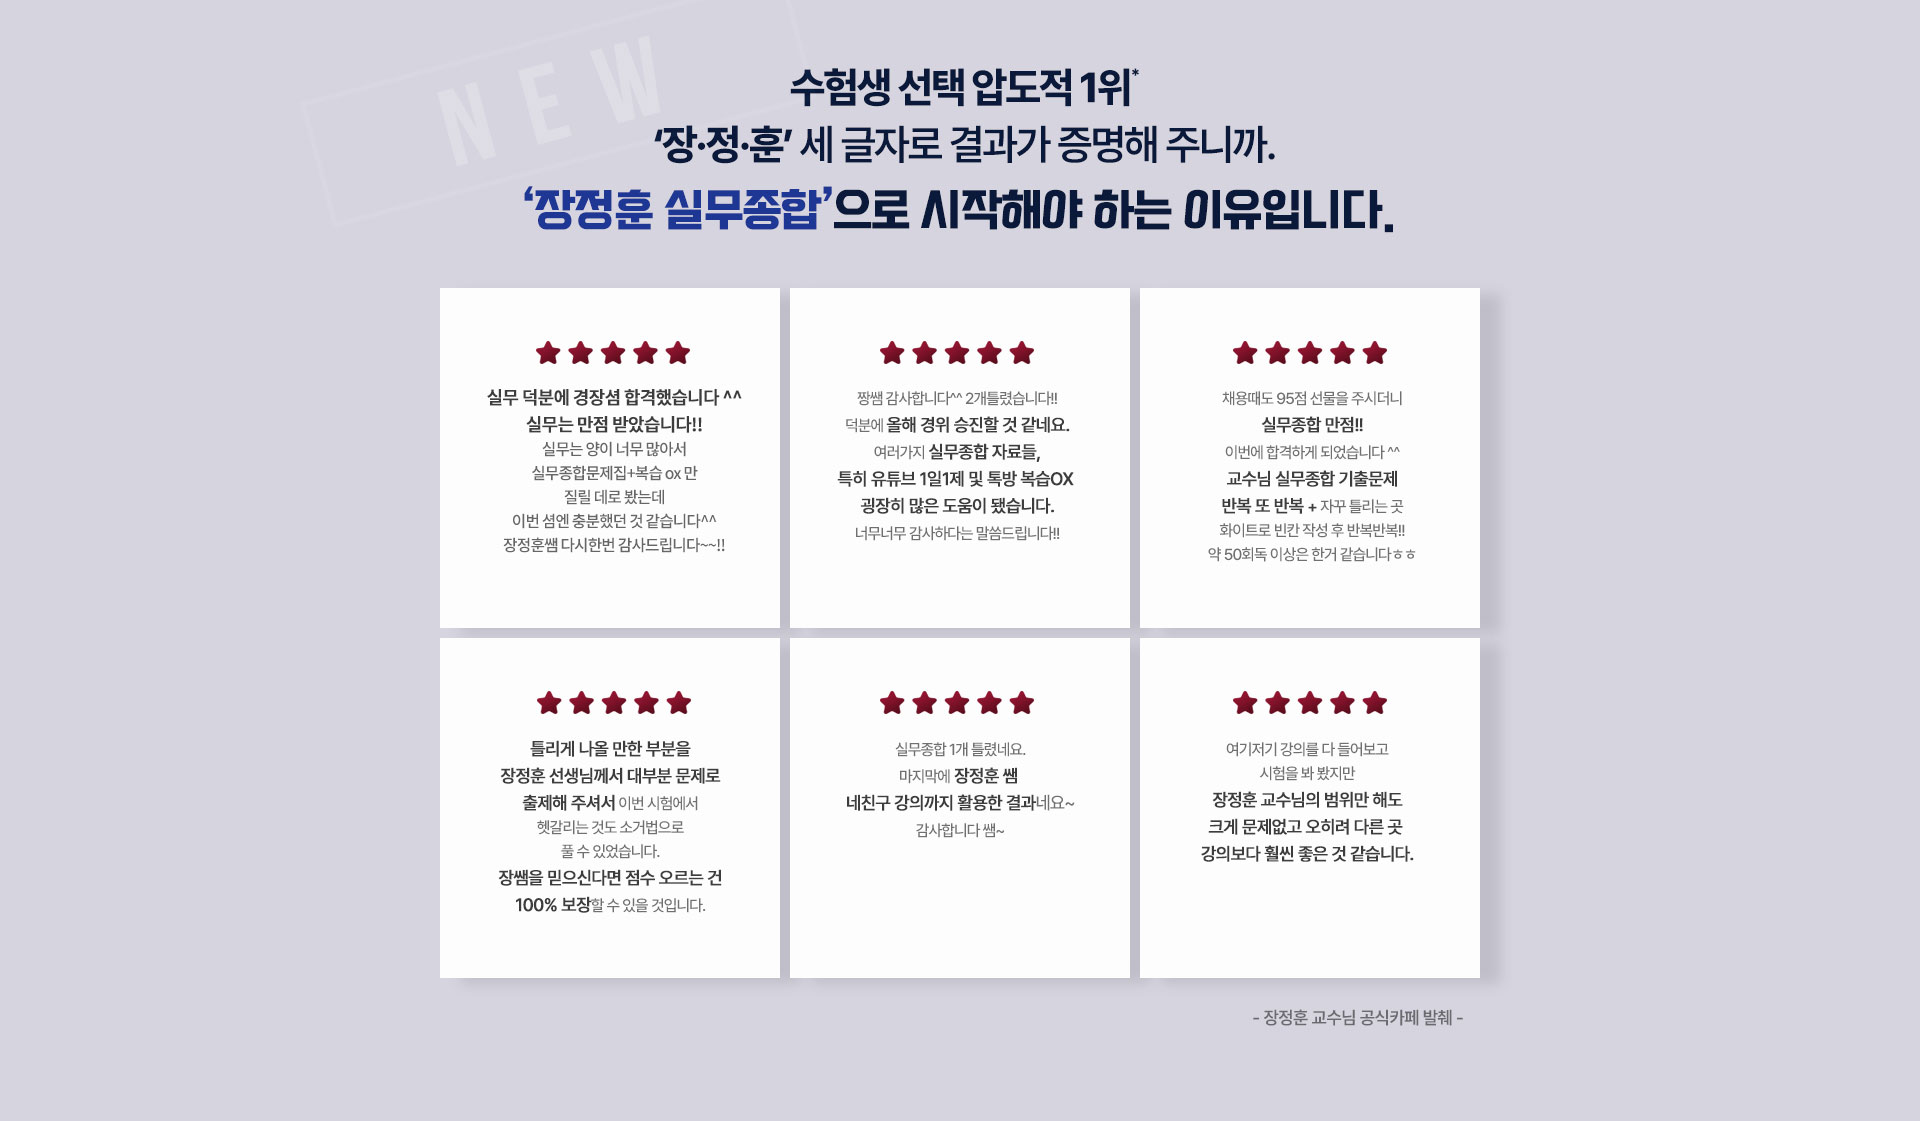 NEW
수험생 선택 압도적 1위*
‘장·정·훈’ 세 글자로 결과가 증명해 주니까.
‘장정훈 실무종합’으로 시작해야 하는 이유입니다.
실무 덕분에 경장셤 합격했습니다 ^^
실무는 만점 받았습니다!!
실무는 양이 너무 많아서
실무종합문제집+복습 ox 만
질릴 데로 봤는데
이번 셤엔 충분했던 것 같습니다^^
장정훈쌤 다시한번 감사드립니다~~!!
짱쌤 감사합니다^^ 2개틀렸습니다!!
덕분에 올해 경위 승진할 것 같네요.
여러가지 실무종합 자료들,
특히 유튜브 1일1제 및 톡방 복습OX
굉장히 많은 도움이 됐습니다.
너무너무 감사하다는 말씀드립니다!!
채용때도 95점 선물을 주시더니
실무종합 만점!!
이번에 합격하게 되었습니다 ^^
교수님 실무종합 기출문제
반복 또 반복 + 자꾸 틀리는 곳
화이트로 빈칸 작성 후 반복반복!!
약 50회독 이상은 한거 같습니다ㅎㅎ
틀리게 나올 만한 부분을
장정훈 선생님께서 대부분 문제로
출제해 주셔서 이번 시험에서
헷갈리는 것도 소거법으로
풀 수 있었습니다.
장쌤을 믿으신다면 점수 오르는 건
100% 보장할 수 있을 것입니다.
실무종합 1개 틀렸네요.
마지막에 장정훈 쌤
네친구 강의까지 활용한 결과네요~
감사합니다 쌤~
여기저기 강의를 다 들어보고
시험을 봐 봤지만
장정훈 교수님의 범위만 해도
크게 문제없고 오히려 다른 곳
강의보다 훨씬 좋은 것 같습니다.
- 장정훈 교수님 공식카페 발췌 -